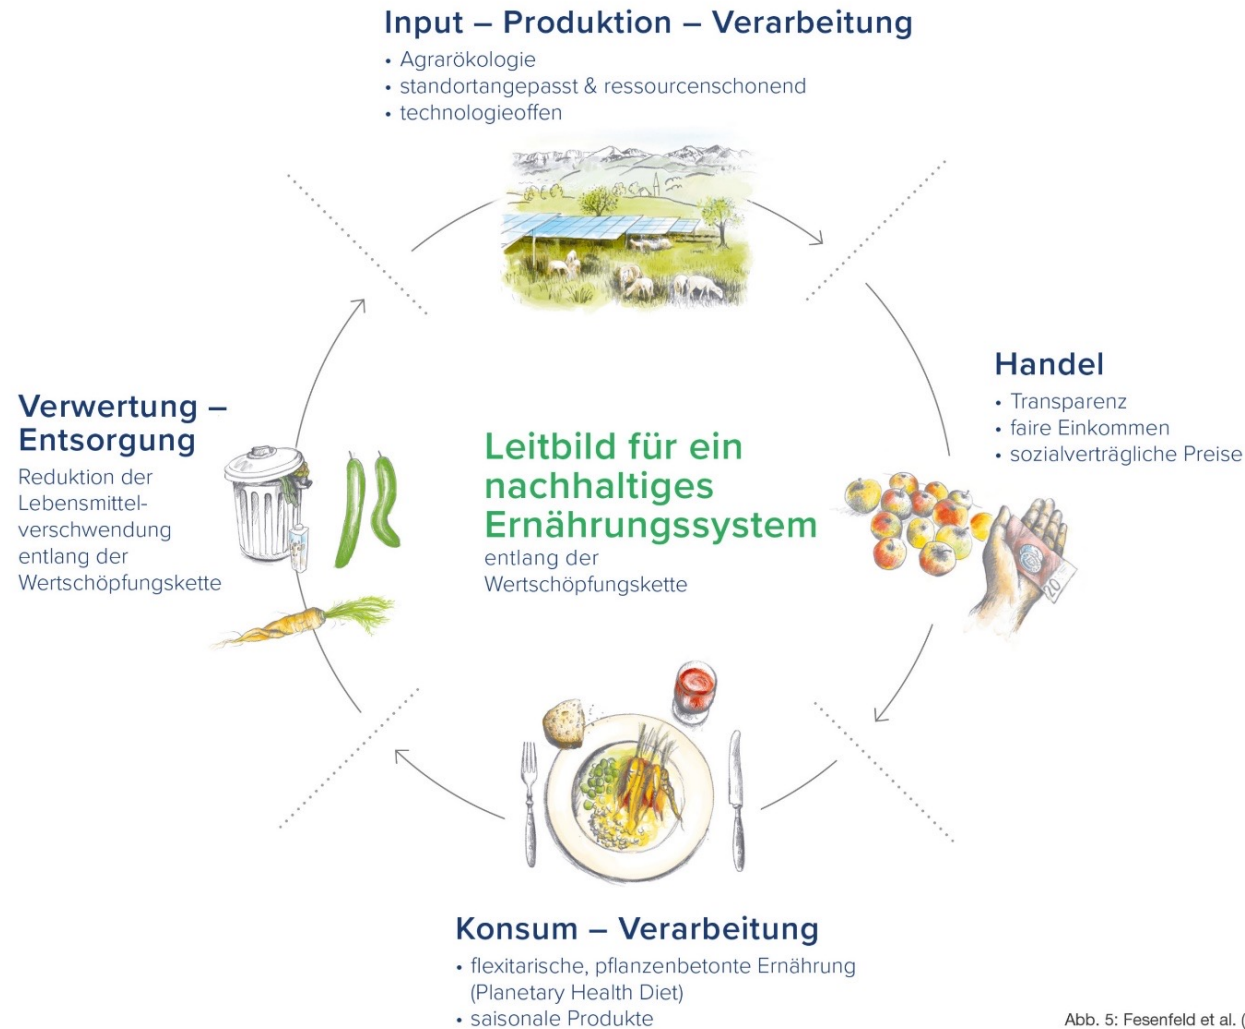 Input – Produktion – Verarbeitung
• Agrarökologie
• standortangepasst & ressourcenschonend
• technologieoffen
Handel
• Transparenz
• faire Einkommen
• sozialverträgliche Preise
20
Verwertung –
Entsorgung
Reduktion der
Lebensmittel-
verschwendung
entlang der
Wertschöpfungskette
Leitbild für ein
nachhaltiges
Ernährungssystem
entlang der
Wertschöpfungskette
Konsum – Verarbeitung
• flexitarische, pflanzenbetonte Ernährung
(Planetary Health Diet)
• saisonale Produkte
Abb. 5: Fesenfeld et al. (